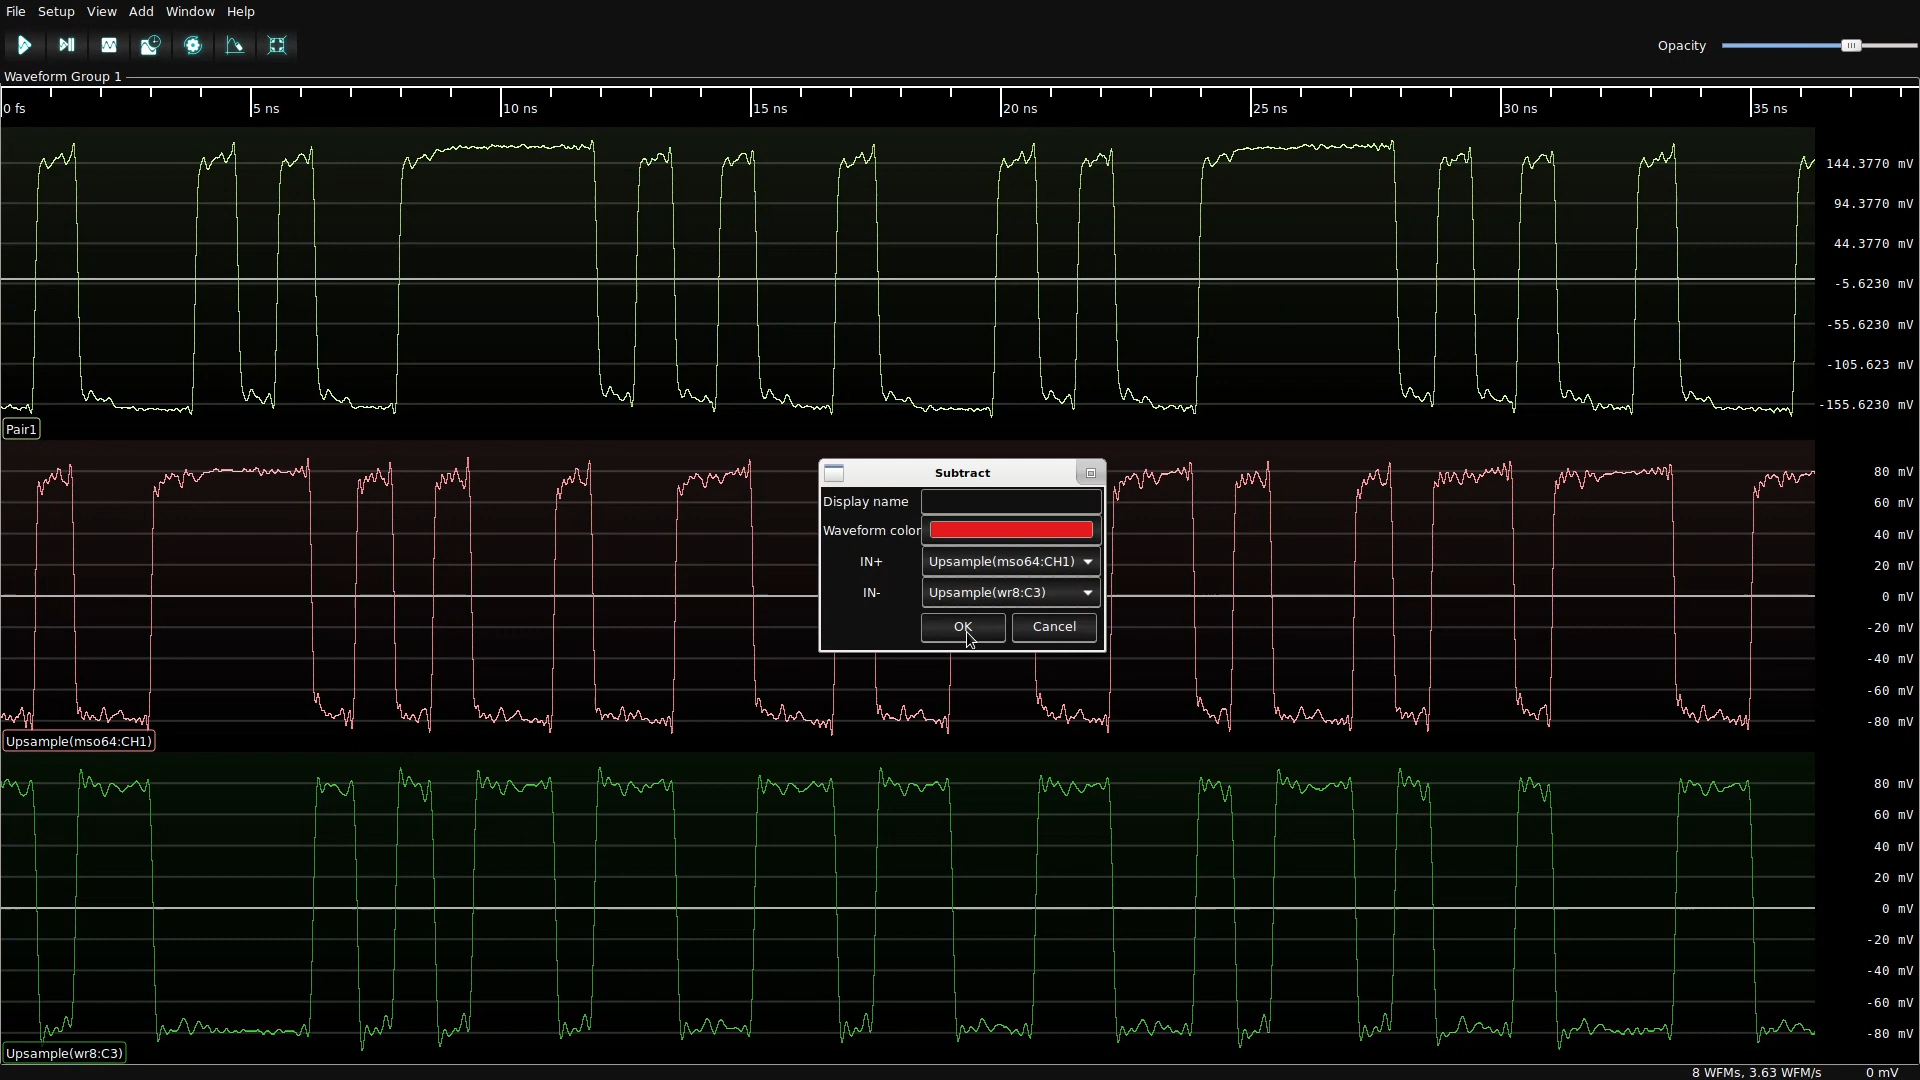 File Setup View Add Window Help
Opacity
Waveform Group 1
0 fs 5 ns 10 ns 15 ns 20 ns 25 ns 30 ns 35 ns
144.3770 mV
94.3770 mV
44.3770 mV
-5.6230 mV
-55.6230 mV
-105.623 mV
-155.6230 mV
Pair1
80 mV
60 mV
40 mV
20 mV
0 mV
-20 mV
-40 mV
-60 mV
-80 mV
Upsample(mso64:CH1)
Subtract
Display name
Waveform color
IN+ Upsample(mso64:CH1)
IN- Upsample(wr8:C3)
OK Cancel
80 mV
60 mV
40 mV
20 mV
0 mV
-20 mV
-40 mV
-60 mV
-80 mV
Upsample(wr8:C3)
8 WFMs, 3.63 WFM/s 0 mV